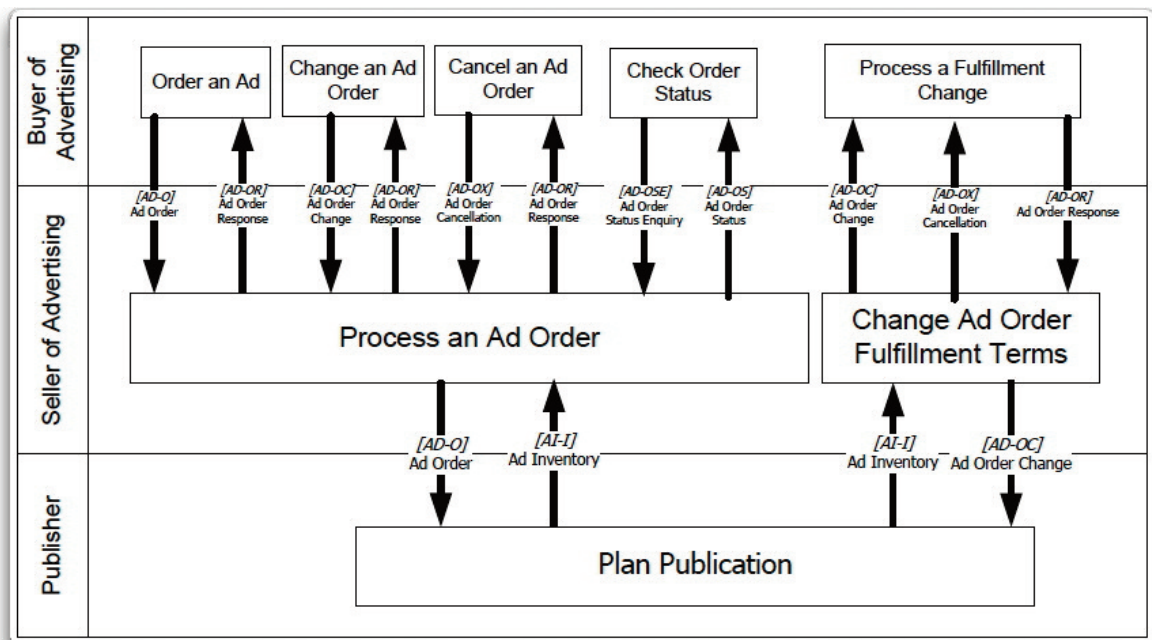 Buyer of
Advertising
Order an Ad
Change an Ad
Order
Cancel an Ad
Order
Check Order
Status
Process a Fulfillment
Change
[AD-O]
Ad Order
[AD-OR]
Ad Order
Response
[AD-OC]
Ad Order
Change
[AD-OR]
Ad Order
Response
[AD-OX]
Ad Order
Cancellation
[AD-OR]
Ad Order
Response
[AD-OSE]
Ad Order
Status Enquiry
[AD-OS]
Ad Order
Status
[AD-OC]
Ad Order
Change
[AD-OX]
Ad Order
Cancellation
[AD-OR]
Ad Order Response
Seller of Advertising
Process an Ad Order
Change Ad Order
Fulfillment Terms
[AD-O]
Ad Order
[AI-I]
Ad Inventory
[AI-I]
Ad Inventory
[AD-OC]
Ad Order Change
Publisher
Plan Publication